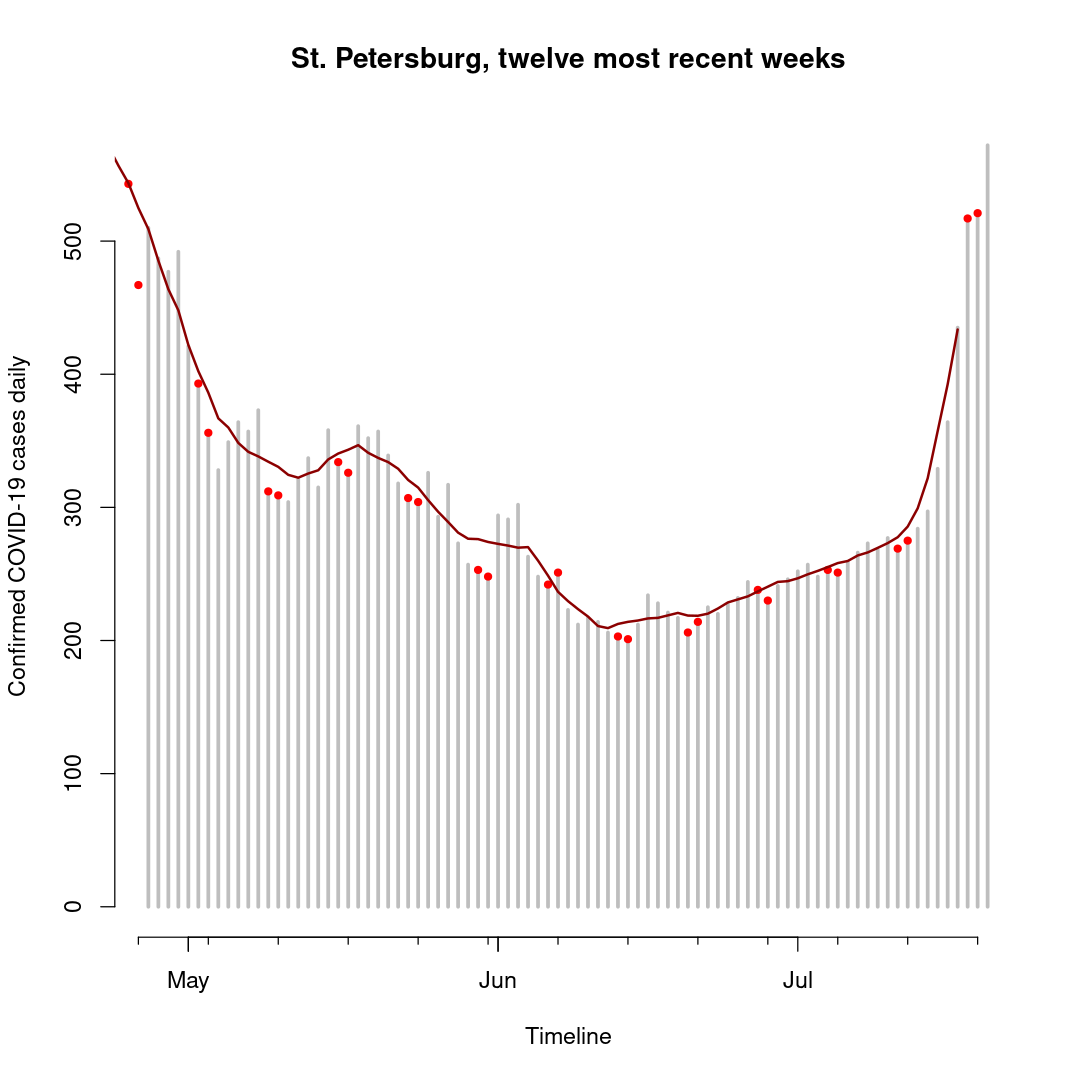 St. Petersburg, twelve most recent weeks
Confirmed COVID-19 cases daily
500
400
300
200
100
0
May Jun Jul
Timeline